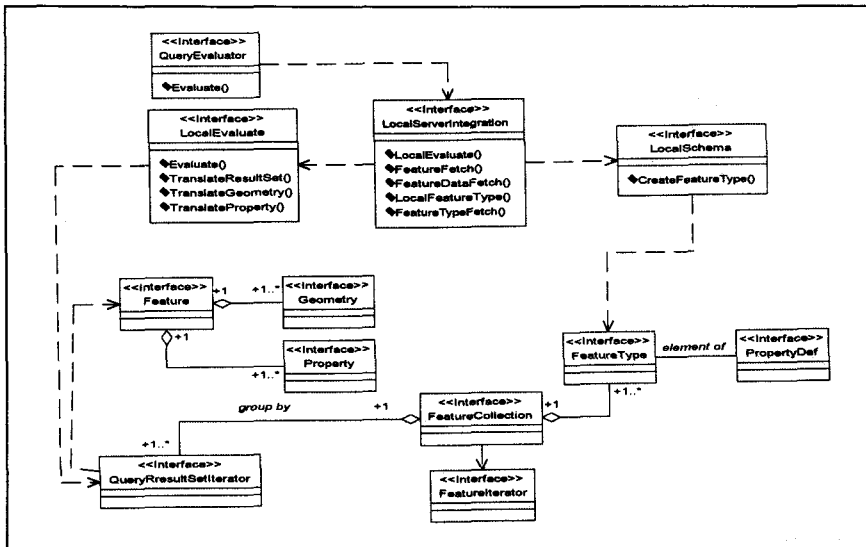 <<Interface>>
QueryEvaluator
Evaluate()
<<Interface>>
LocalEvaluate
Evaluate()
TranslateResultSet()
TranslateGeometry()
TranslateProperty()
<<Interface>>
LocalServerIntegration
LocalEvaluate()
FeatureFetch()
FeatureDataFetch()
LocalFeatureType()
FeatureTypeFetch()
<<Interface>>
LocalSchema
CreateFeatureType()
<<Interface>>
Feature
+1
+1..*
<<Interface>>
Geometry
+1
+1..*
<<Interface>>
Property
<<Interface>>
FeatureType
element of
<<Interface>>
PropertyDef
+1..*
group by
+1
<<Interface>>
FeatureCollection
+1
+1..*
<<Interface>>
QueryRresultSetIterator
<<Interface>>
FeatureIterator